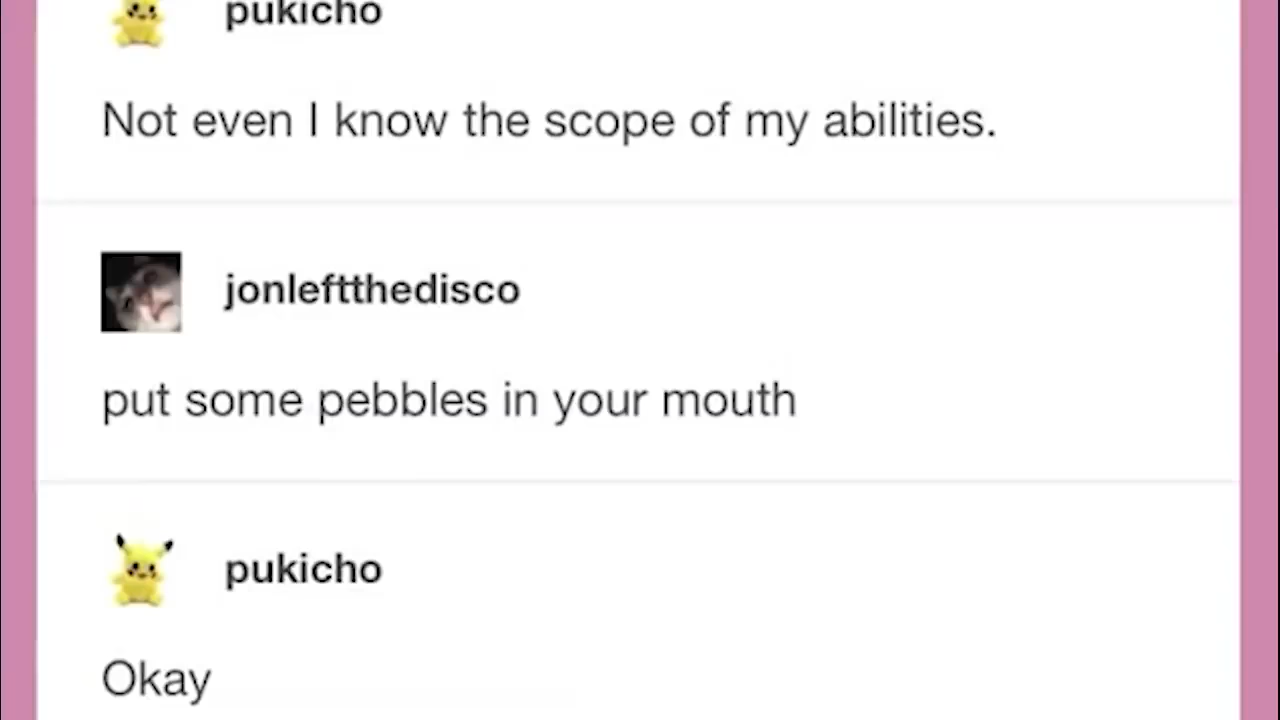 pukicho
Not even I know the scope of my abilities.
jonleftthedisco
put some pebbles in your mouth
pukicho
Okay